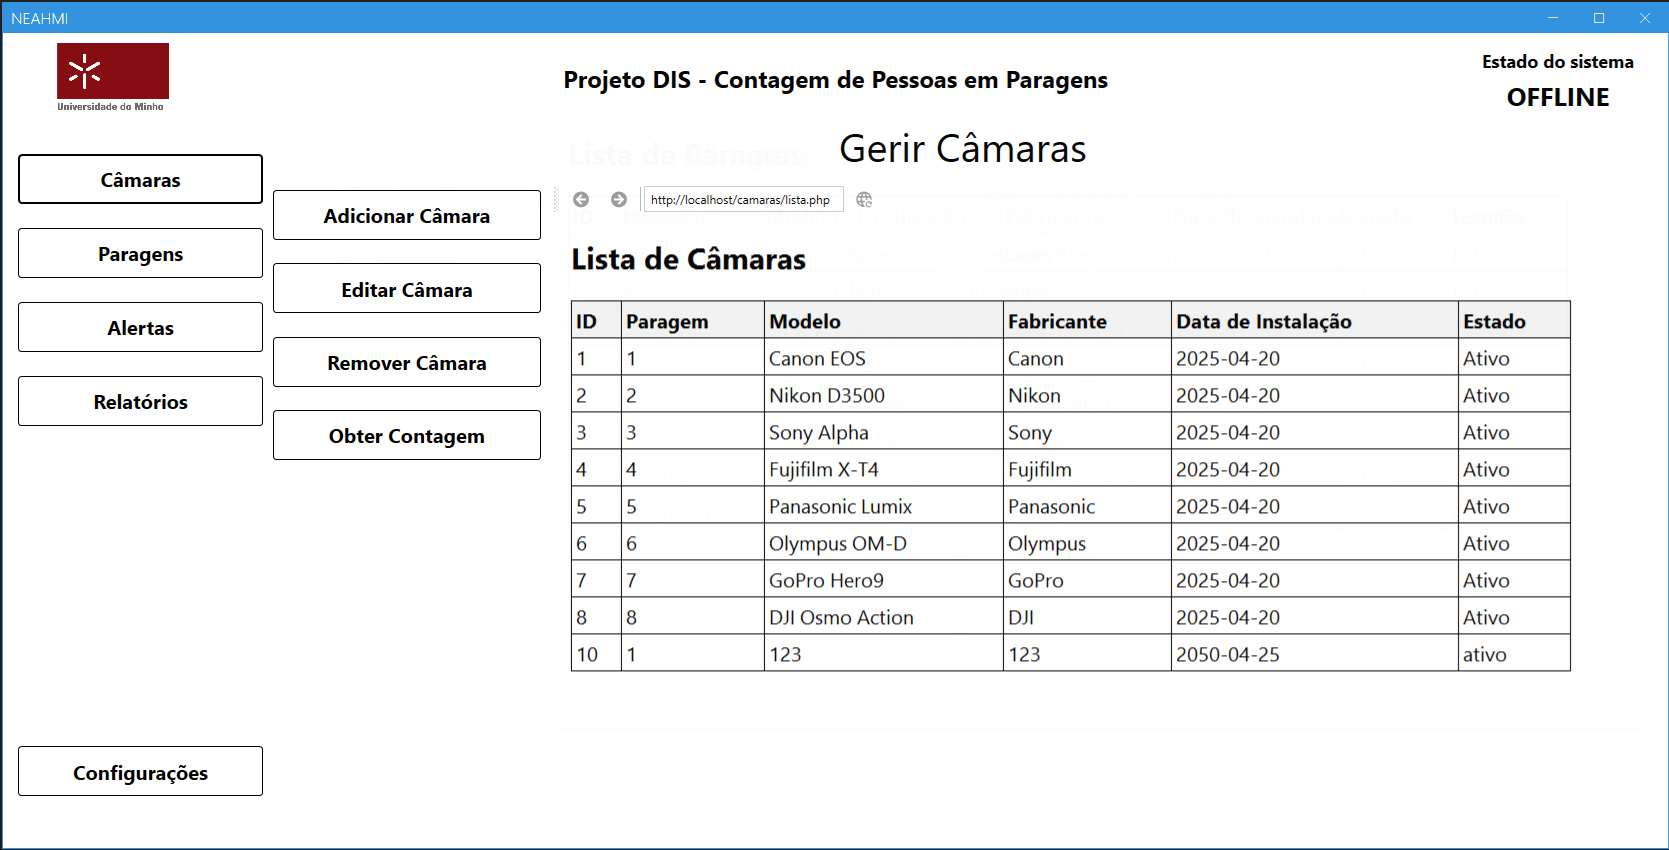 NEAHMI
Universidade do Minho
Projeto DIS - Contagem de Pessoas em Paragens
Estado do sistema
OFFLINE
Gerir Câmaras
Câmaras
Paragens
Alertas
Relatórios
Configurações
Adicionar Câmara
Editar Câmara
Remover Câmara
Obter Contagem
http://localhost/camaras/lista.php
Lista de Câmaras
ID Paragem Modelo Fabricante Data de Instalação Estado
1 1 Canon EOS Canon 2025-04-20 Ativo
2 2 Nikon D3500 Nikon 2025-04-20 Ativo
3 3 Sony Alpha Sony 2025-04-20 Ativo
4 4 Fujifilm X-T4 Fujifilm 2025-04-20 Ativo
5 5 Panasonic Lumix Panasonic 2025-04-20 Ativo
6 6 Olympus OM-D Olympus 2025-04-20 Ativo
7 7 GoPro Hero9 GoPro 2025-04-20 Ativo
8 8 DJI Osmo Action DJI 2025-04-20 Ativo
10 1 123 123 2050-04-25 ativo